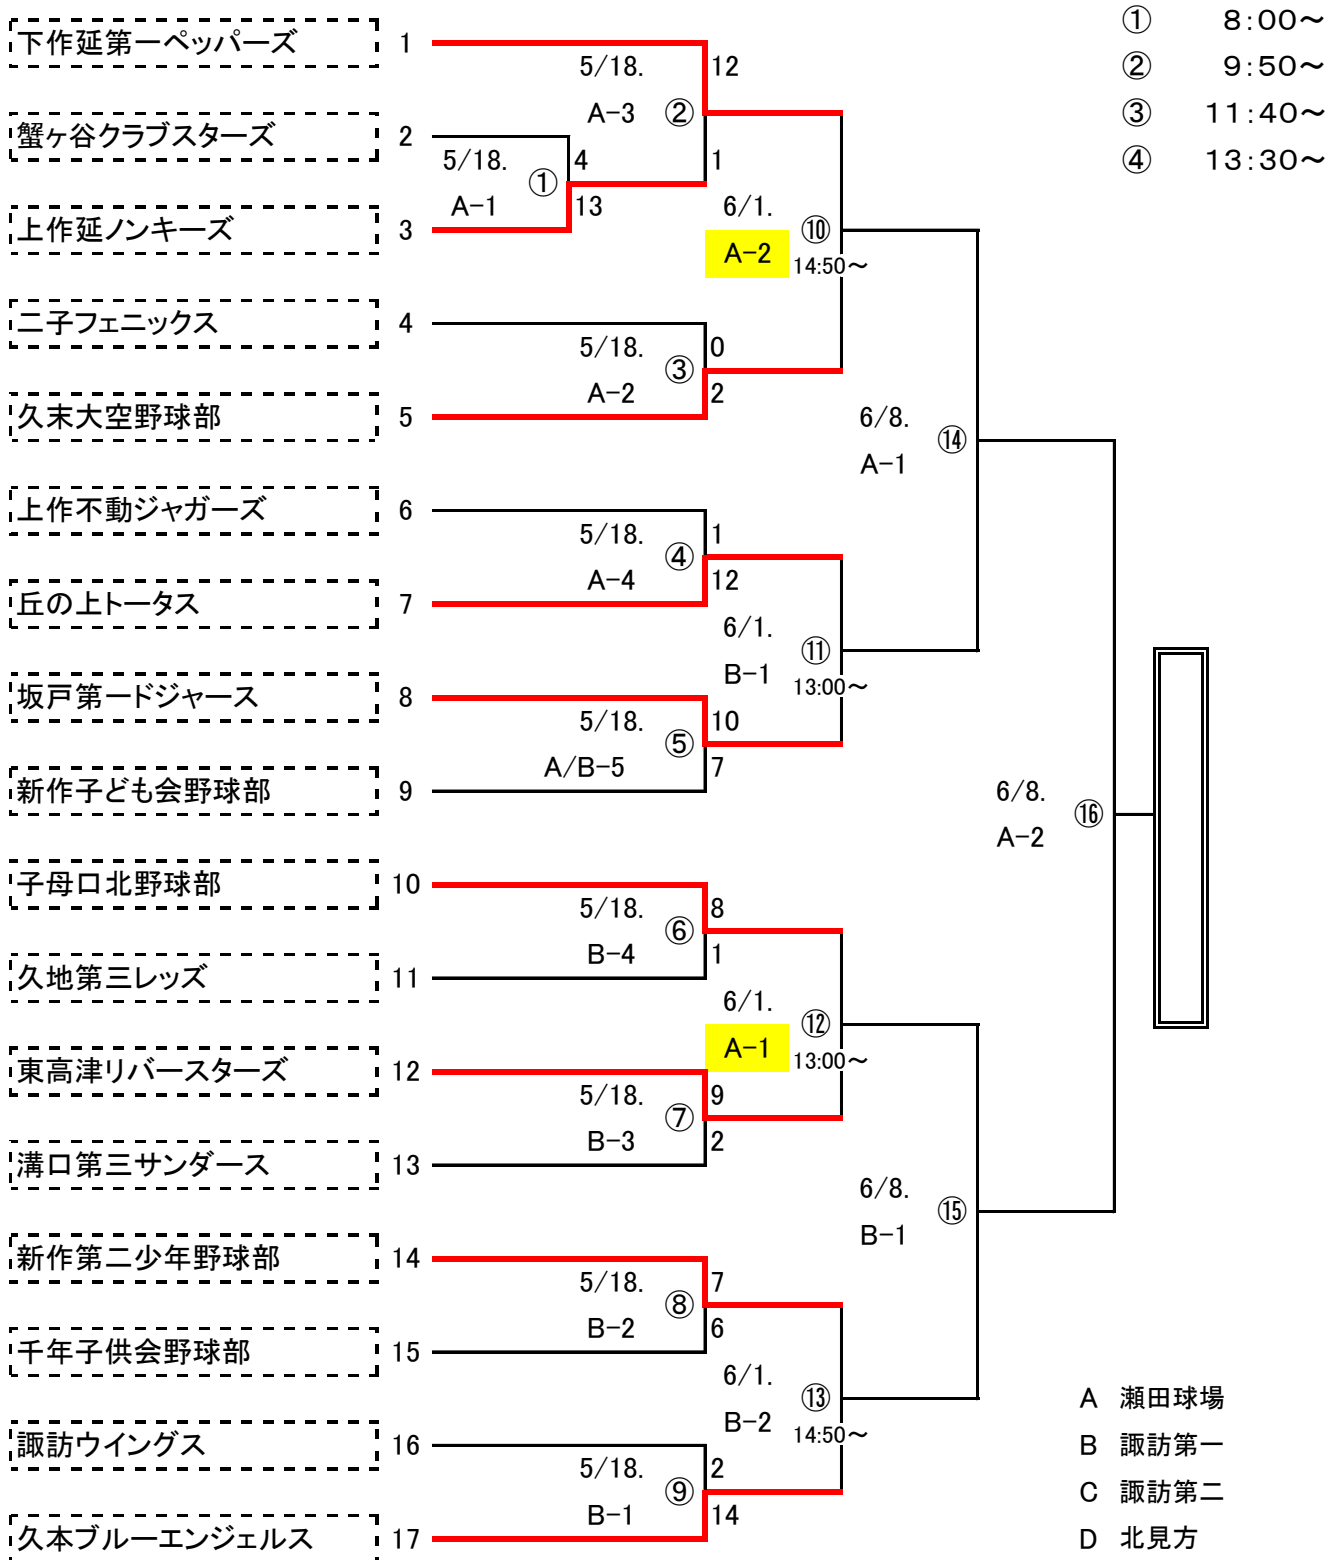 ① 8:00～
下作延第一ペッパーズ 1
5/18. 12
② 9:50～
A-3 ②
③ 11:40～
蟹ヶ谷クラブスターズ 2
5/18. ① 4 1
④ 13:30～
A-1 13
上作延ノンキーズ 3
6/1. ⑩
A-2 14:50～
二子フェニックス 4
5/18. ③ 0
A-2 2
久末大空野球部 5
6/8. ⑭
A-1
上作不動ジャガーズ 6
5/18. ④ 1
A-4 12
丘の上トータス 7
6/1. ⑪
B-1 13:00～
坂戸第一ドジャース 8
5/18. ⑤ 10
A/B-5 7
新作子ども会野球部 9
6/8. ⑯
A-2
子母口北野球部 10
5/18. ⑥ 8
B-4 1
久地第三レッズ 11
6/1. ⑫
A-1 13:00～
東高津リバースターズ 12
5/18. ⑦ 9
B-3 2
溝口第三サンダース 13
6/8. ⑮
B-1
新作第二少年野球部 14
5/18. ⑧ 7
B-2 6
千年子供会野球部 15
6/1. ⑬
B-2 14:50～
A 瀬田球場
諏訪ウイングス 16
B 諏訪第一
5/18. ⑨ 2
C 諏訪第二
B-1 14
久本ブルーエンジェルス 17
D 北見方